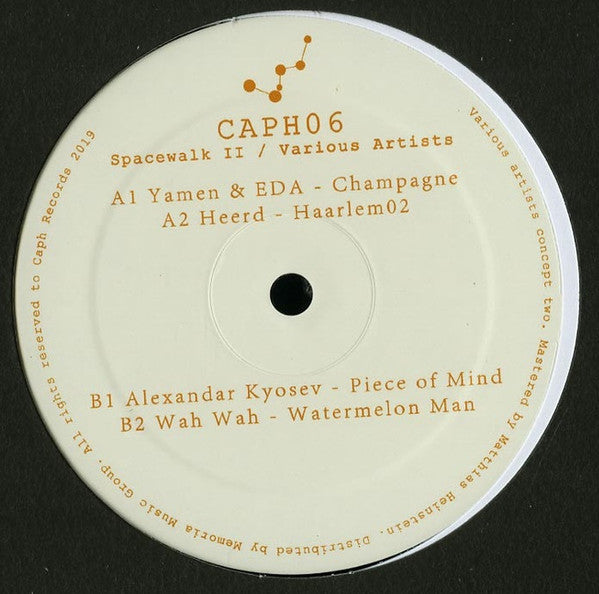 CAPH06
Spacewalk II / Various Artists
A1 Yamen & EDA - Champagne
A2 Heerd - Haarlem02
B1 Alexandar Kyosev - Piece of Mind
B2 Wah Wah - Watermelon Man
Various artists concept two. Mastered by Matthias Heinstein. Distributed by Memoria Music Group. All rights reserved to Caph Records 2019